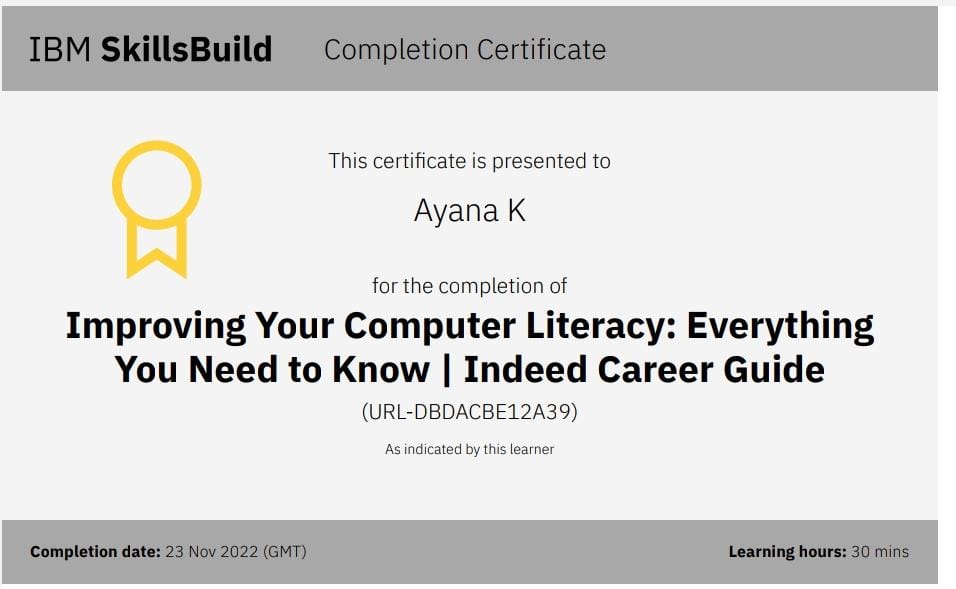 IBM SkillsBuild Completion Certificate
This certificate is presented to
Ayana K
for the completion of
Improving Your Computer Literacy: Everything
You Need to Know | Indeed Career Guide
(URL-DBDACBE12A39)
As indicated by this learner
Completion date: 23 Nov 2022 (GMT)
Learning hours: 30 mins